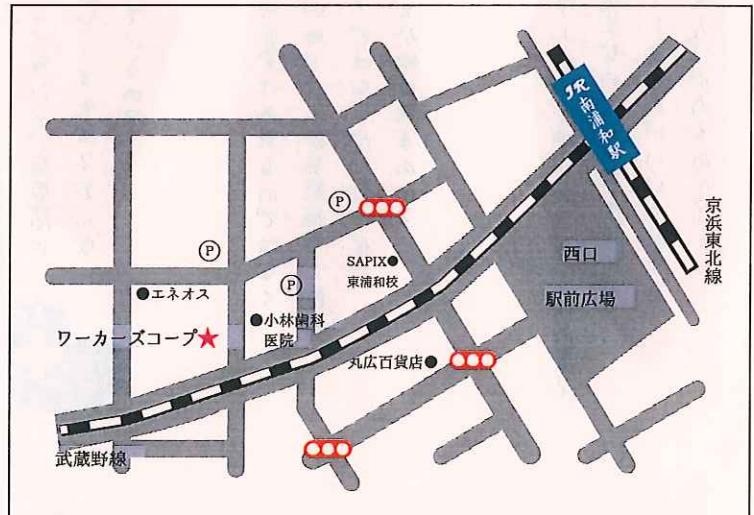 JR南浦和駅
京浜東北線
P
P
SAPIX
東浦和校
西口
駅前広場
P
エネオス
小林歯科
医院
ワーカーズコープ
丸広百貨店
武蔵野線